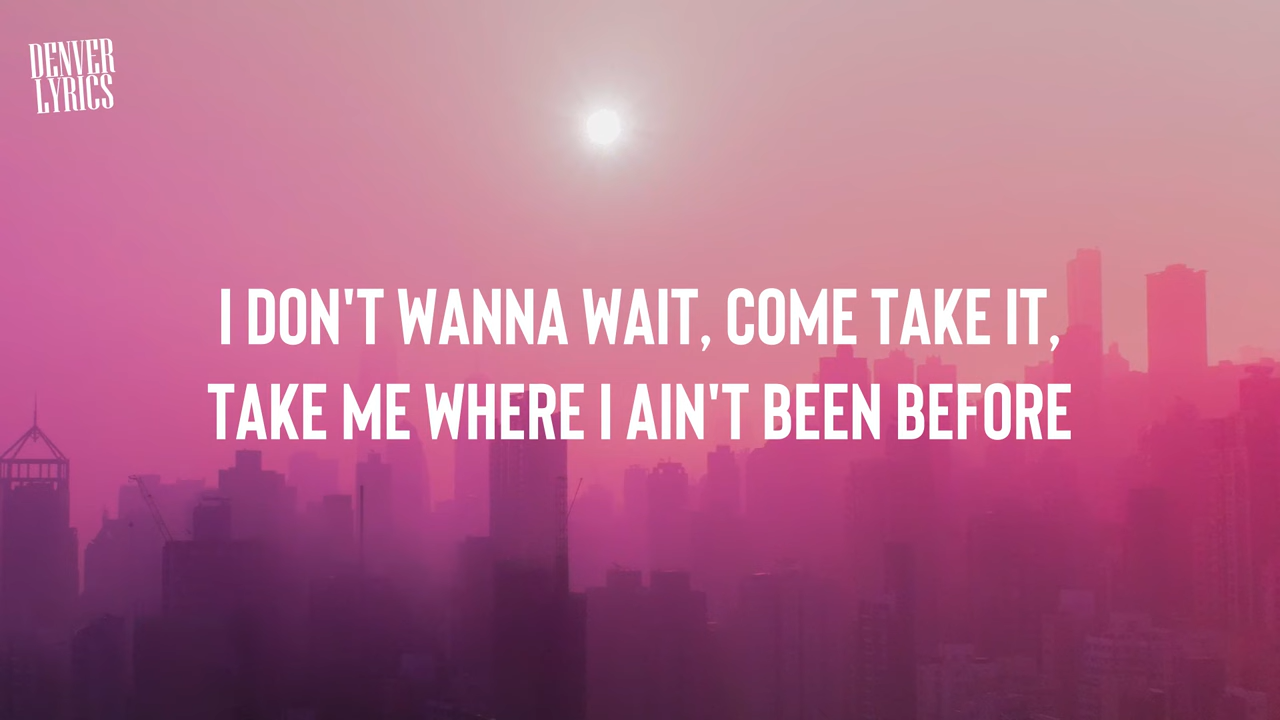 DENVER
LYRICS
I DON'T WANNA WAIT, COME TAKE IT,
TAKE ME WHERE I AIN'T BEEN BEFORE